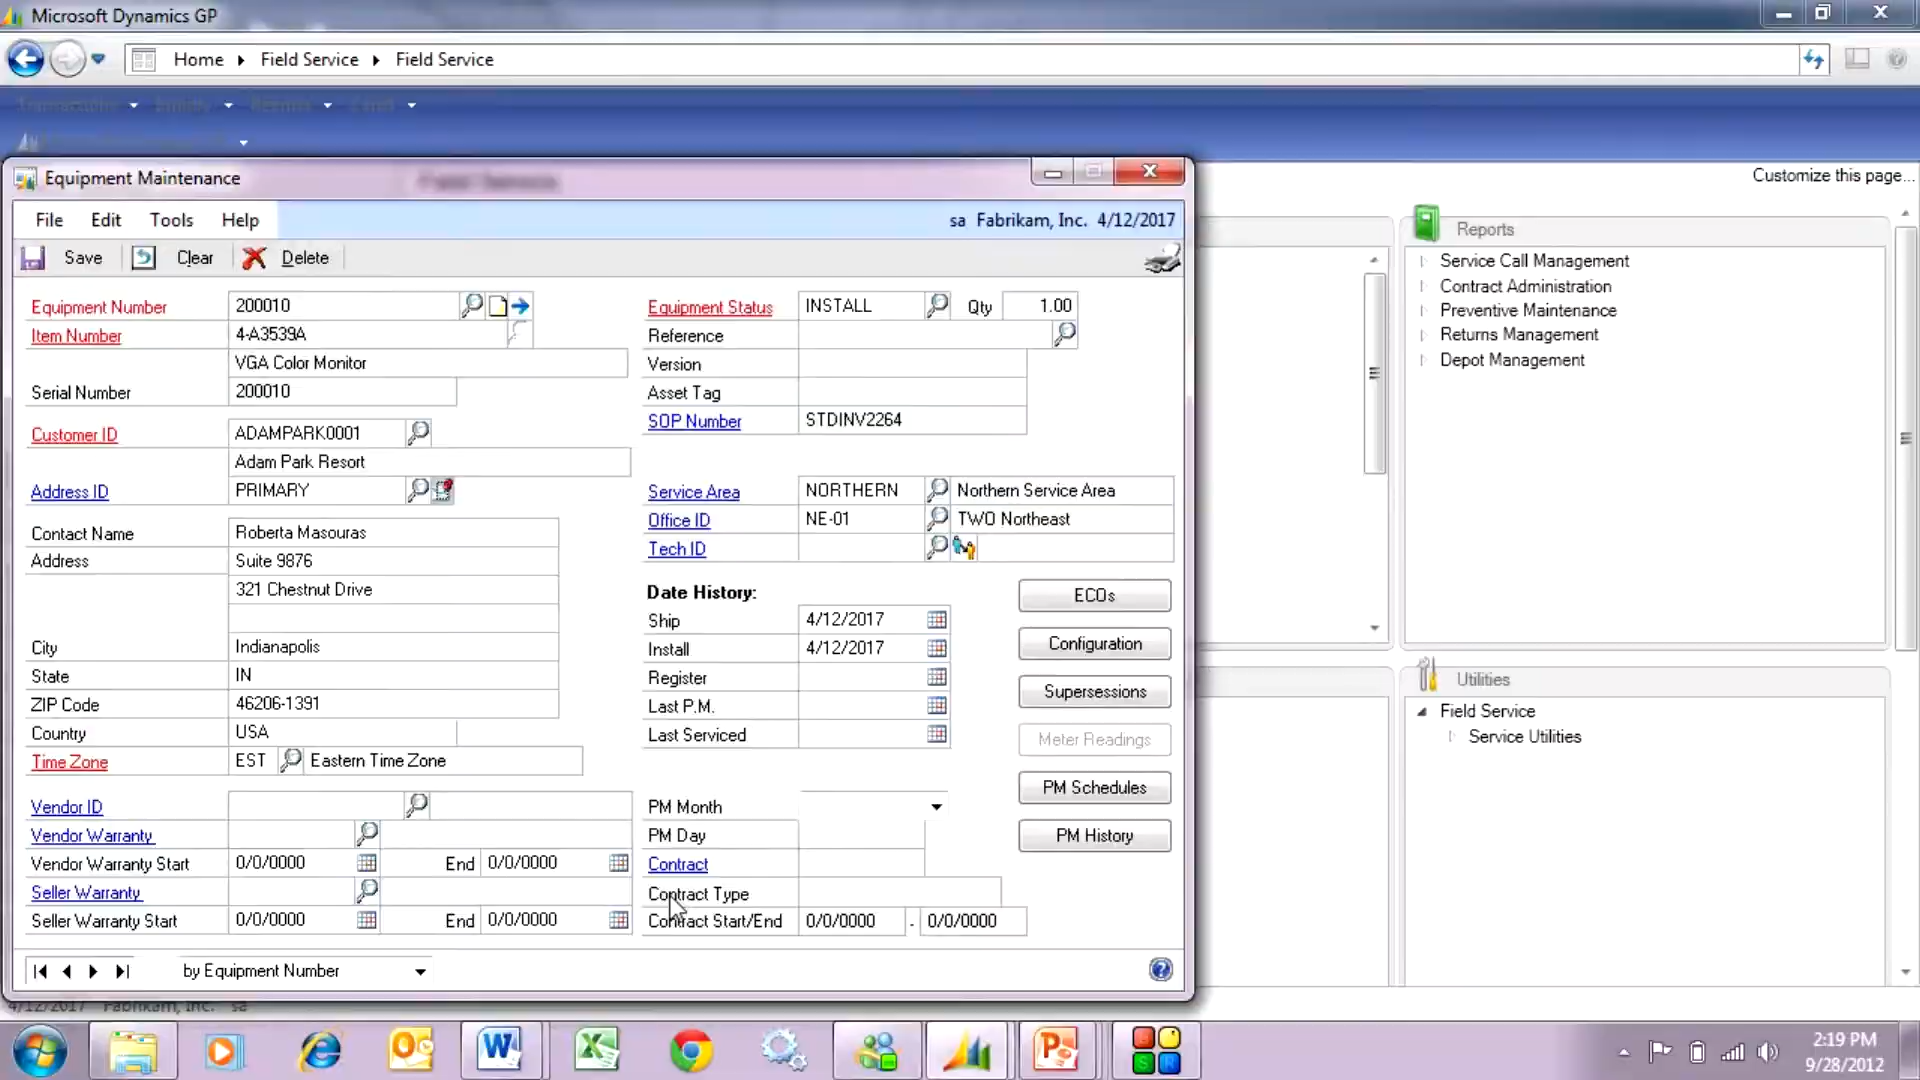 Microsoft Dynamics GP
Home Field Service Field Service
Customize this page...
Equipment Maintenance
File Edit Tools Help
sa Fabrikam, Inc. 4/12/2017
Save Clear Delete
Equipment Number 200010
Item Number 4-A3539A
VGA Color Monitor
Serial Number 200010
Customer ID ADAMPARK0001
Adam Park Resort
Address ID PRIMARY
Contact Name Roberta Masouras
Address Suite 9876
321 Chestnut Drive
City Indianapolis
State IN
ZIP Code 46206-1391
Country USA
Time Zone EST Eastern Time Zone
Vendor ID
Vendor Warranty
Vendor Warranty Start 0/0/0000 End 0/0/0000
Seller Warranty
Seller Warranty Start 0/0/0000 End 0/0/0000
by Equipment Number
Equipment Status INSTALL Qty 1.00
Reference
Version
Asset Tag
SOP Number STDINV2264
Service Area NORTHERN Northern Service Area
Office ID NE-01 TWO Northeast
Tech ID
Date History:
Ship 4/12/2017
Install 4/12/2017
Register
Last P.M.
Last Serviced
PM Month
PM Day
Contract
Contract Type
Contract Start/End 0/0/0000 - 0/0/0000
ECOs
Configuration
Supersessions
Meter Readings
PM Schedules
PM History
Reports
Service Call Management
Contract Administration
Preventive Maintenance
Returns Management
Depot Management
Utilities
Field Service
Service Utilities
4/12/2017 Fabrikam, Inc. sa
2:19 PM
9/28/2012